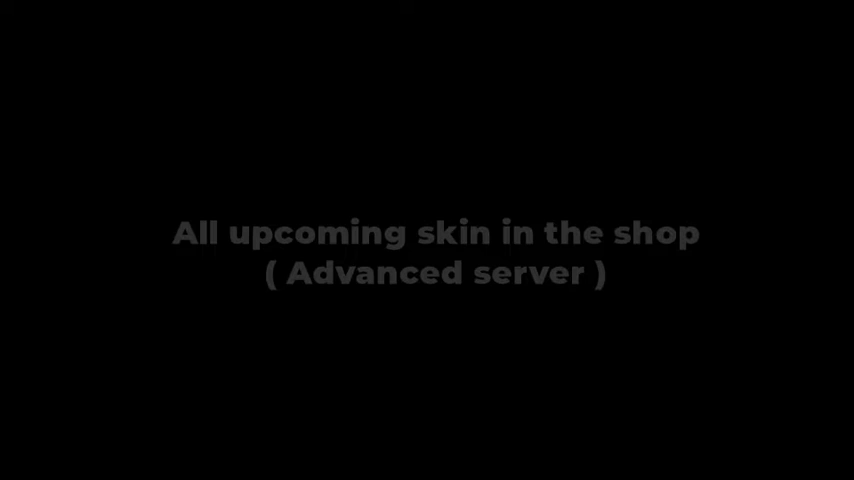 All upcoming skin in the shop
( Advanced server )